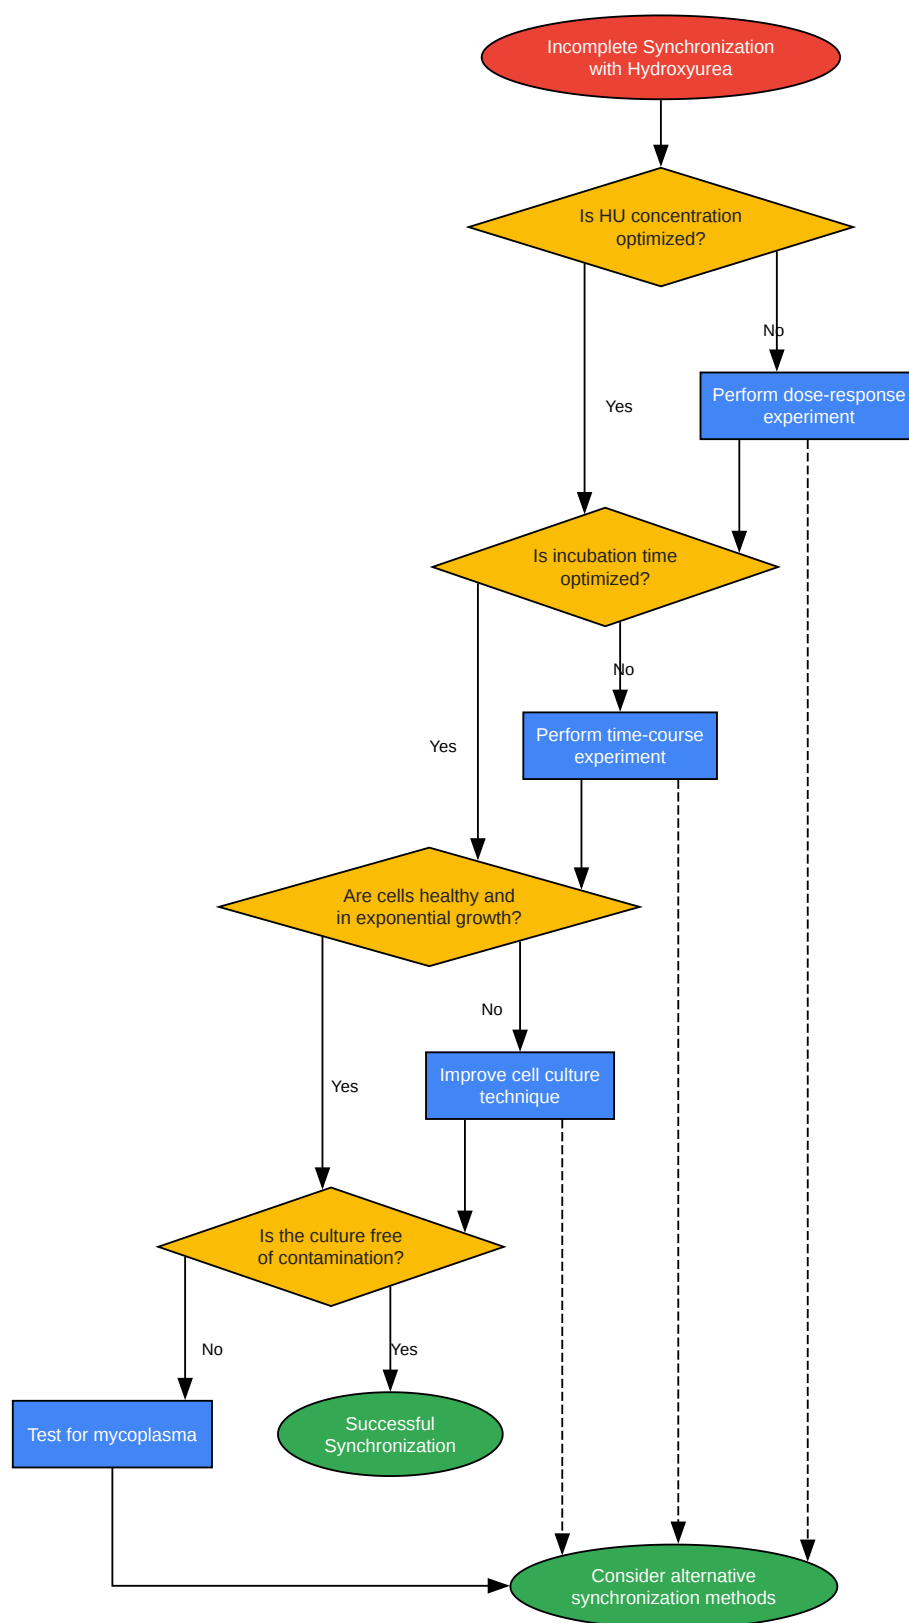 Incomplete Synchronization
with Hydroxyurea
Is HU concentration
optimized?
No
Perform dose-response
experiment
Yes
Is incubation time
optimized?
No
Perform time-course
experiment
Yes
Are cells healthy and
in exponential growth?
No
Improve cell culture
technique
Yes
Is the culture free
of contamination?
No
Yes
Test for mycoplasma
Successful
Synchronization
Consider alternative
synchronization methods